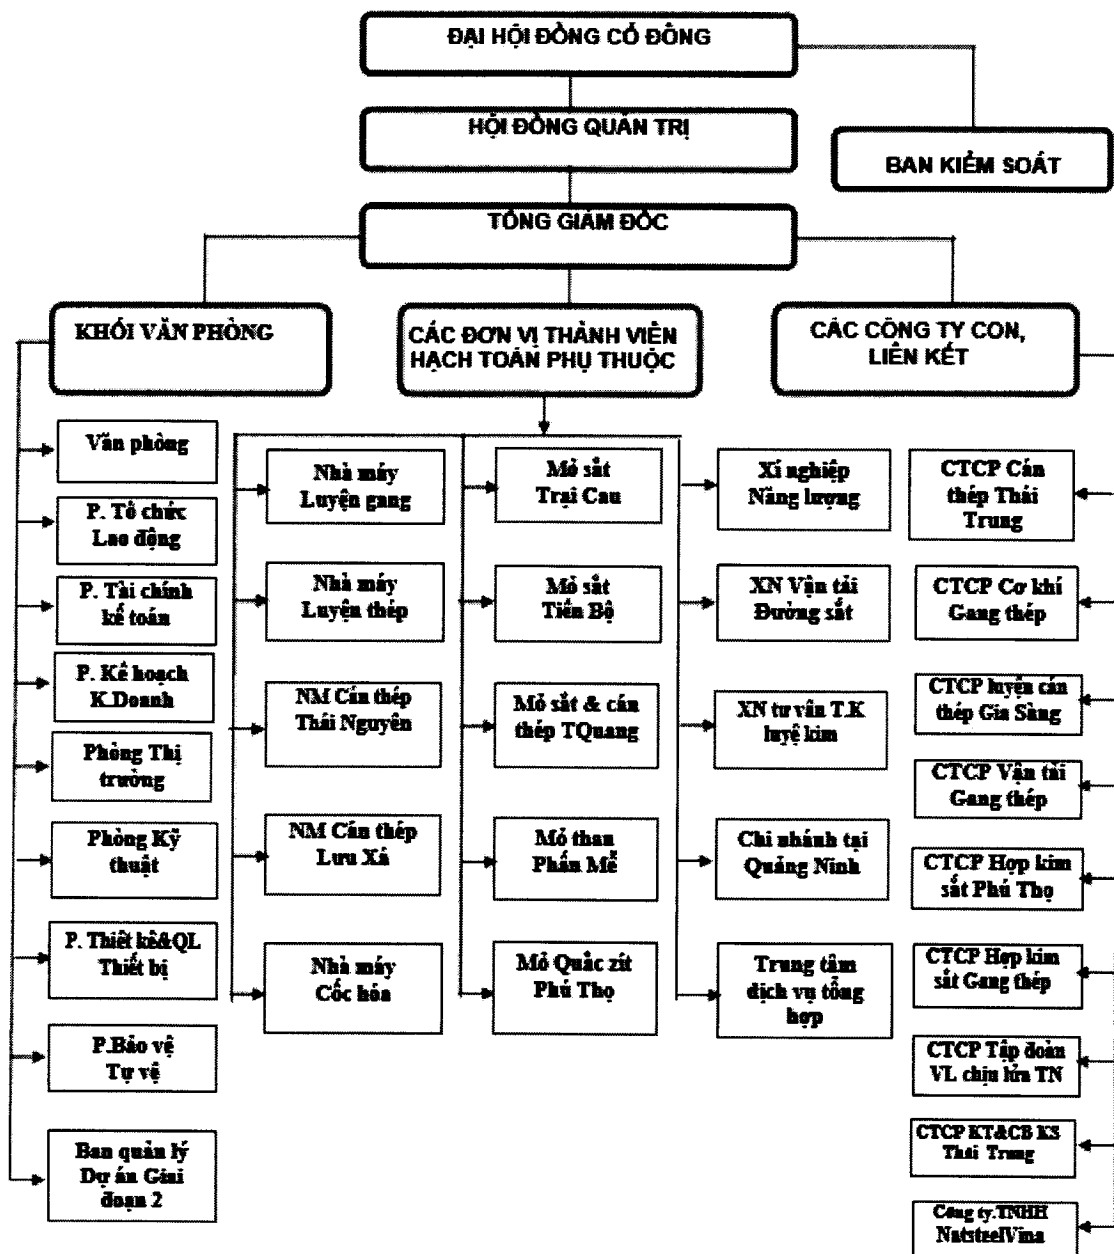 ĐẠI HỘI ĐỒNG CỔ ĐÔNG
HỘI ĐỒNG QUẢN TRỊ
BAN KIỂM SOÁT
TỔNG GIÁM ĐỐC
KHỐI VĂN PHÒNG
CÁC ĐƠN VỊ THÀNH VIÊN
HẠCH TOÁN PHỤ THUỘC
CÁC CÔNG TY CON,
LIÊN KẾT
Văn phòng
P. Tổ chức
Lao động
P. Tài chính
kế toán
P. Kế hoạch
K.Doanh
Phòng Thị
trường
Phòng Kỹ
thuật
P. Thiết kế&QL
Thiết bị
P.Bảo vệ
Tự vệ
Ban quản lý
Dự án Giai
đoạn 2
Nhà máy
Luyện gang
Nhà máy
Luyện thép
NM Cán thép
Thái Nguyên
NM Cán thép
Lưu Xá
Nhà máy
Cốc hóa
Mỏ sắt
Trại Cau
Mỏ sắt
Tiến Bộ
Mỏ sắt & cán
thép TQuang
Mỏ than
Phấn Mễ
Mỏ Quắc zít
Phú Thọ
Xí nghiệp
Năng lượng
XN Vận tải
Đường sắt
XN tư vấn T.K
luyệ kim
Chi nhánh tại
Quảng Ninh
Trung tâm
dịch vụ tổng
hợp
CTCP Cán
thép Thái
Trung
CTCP Cơ khí
Gang thép
CTCP luyện cán
thép Gia Sàng
CTCP Vận tải
Gang thép
CTCP Hợp kim
sắt Phú Thọ
CTCP Hợp kim
sắt Gang thép
CTCP Tập đoàn
VL chịu lửa TN
CTCP KT&CB KS
Thái Trung
Công ty.TNHH
NatsteelVina